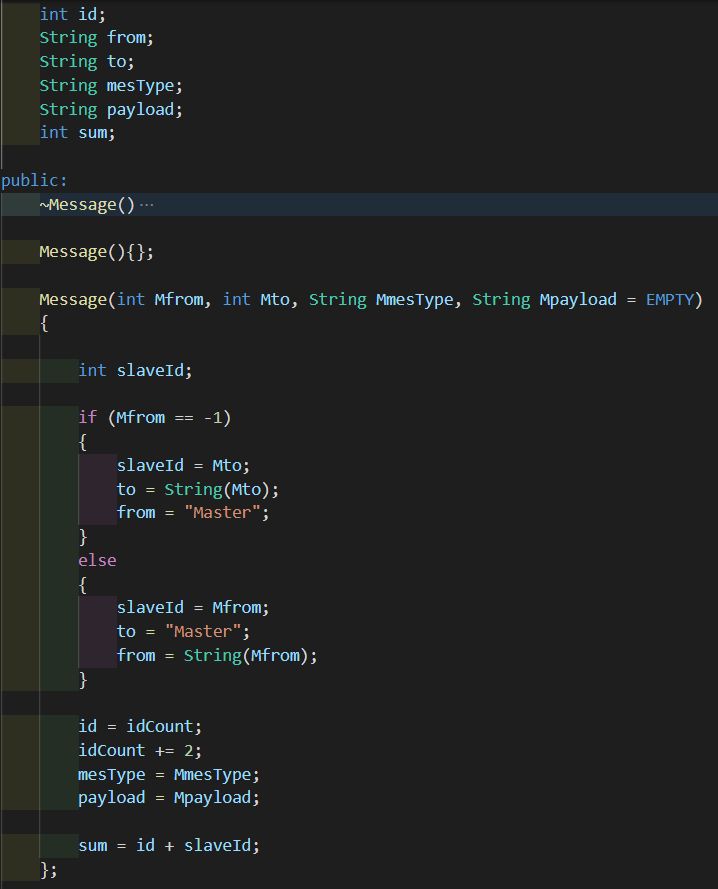 int id;
String from;
String to;
String mesType;
String payload;
int sum;
public:
~Message() ···
Message(){};
Message(int Mfrom, int Mto, String MmesType, String Mpayload = EMPTY)
{
int slaveId;
if (Mfrom == -1)
{
slaveId = Mto;
to = String(Mto);
from = "Master";
}
else
{
slaveId = Mfrom;
to = "Master";
from = String(Mfrom);
}
id = idCount;
idCount += 2;
mesType = MmesType;
payload = Mpayload;
sum = id + slaveId;
};